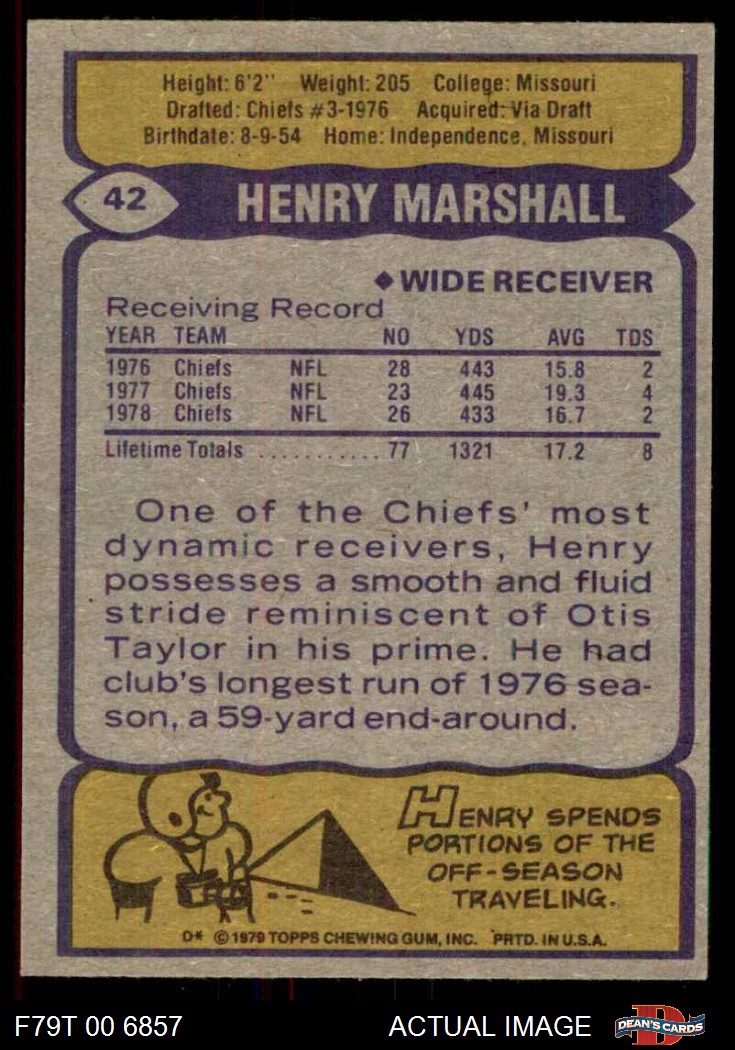 Height: 6'2" Weight: 205 College: Missouri
Drafted: Chiefs #3-1976 Acquired: Via Draft
Birthdate: 8-9-54 Home: Independence, Missouri
42 HENRY MARSHALL
◆ WIDE RECEIVER
Receiving Record
YEAR TEAM NO YDS AVG TDS
1976 Chiefs NFL 28 443 15.8 2
1977 Chiefs NFL 23 445 19.3 4
1978 Chiefs NFL 26 433 16.7 2
Lifetime Totals ........... 77 1321 17.2 8
One of the Chiefs' most
dynamic receivers, Henry
possesses a smooth and fluid
stride reminiscent of Otis
Taylor in his prime. He had
club's longest run of 1976 sea-
son, a 59-yard end-around.
HENRY SPENDS
PORTIONS OF THE
OFF-SEASON
TRAVELING.
D* © 1979 TOPPS CHEWING GUM, INC. PRTD. IN U.S.A.
F79T 00 6857 ACTUAL IMAGE D DEAN'S CARDS